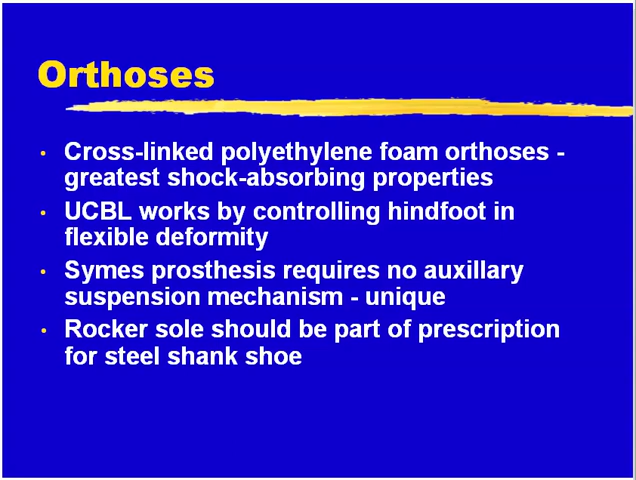 Orthoses
• Cross-linked polyethylene foam orthoses -
greatest shock-absorbing properties
• UCBL works by controlling hindfoot in
flexible deformity
• Symes prosthesis requires no auxillary
suspension mechanism - unique
• Rocker sole should be part of prescription
for steel shank shoe